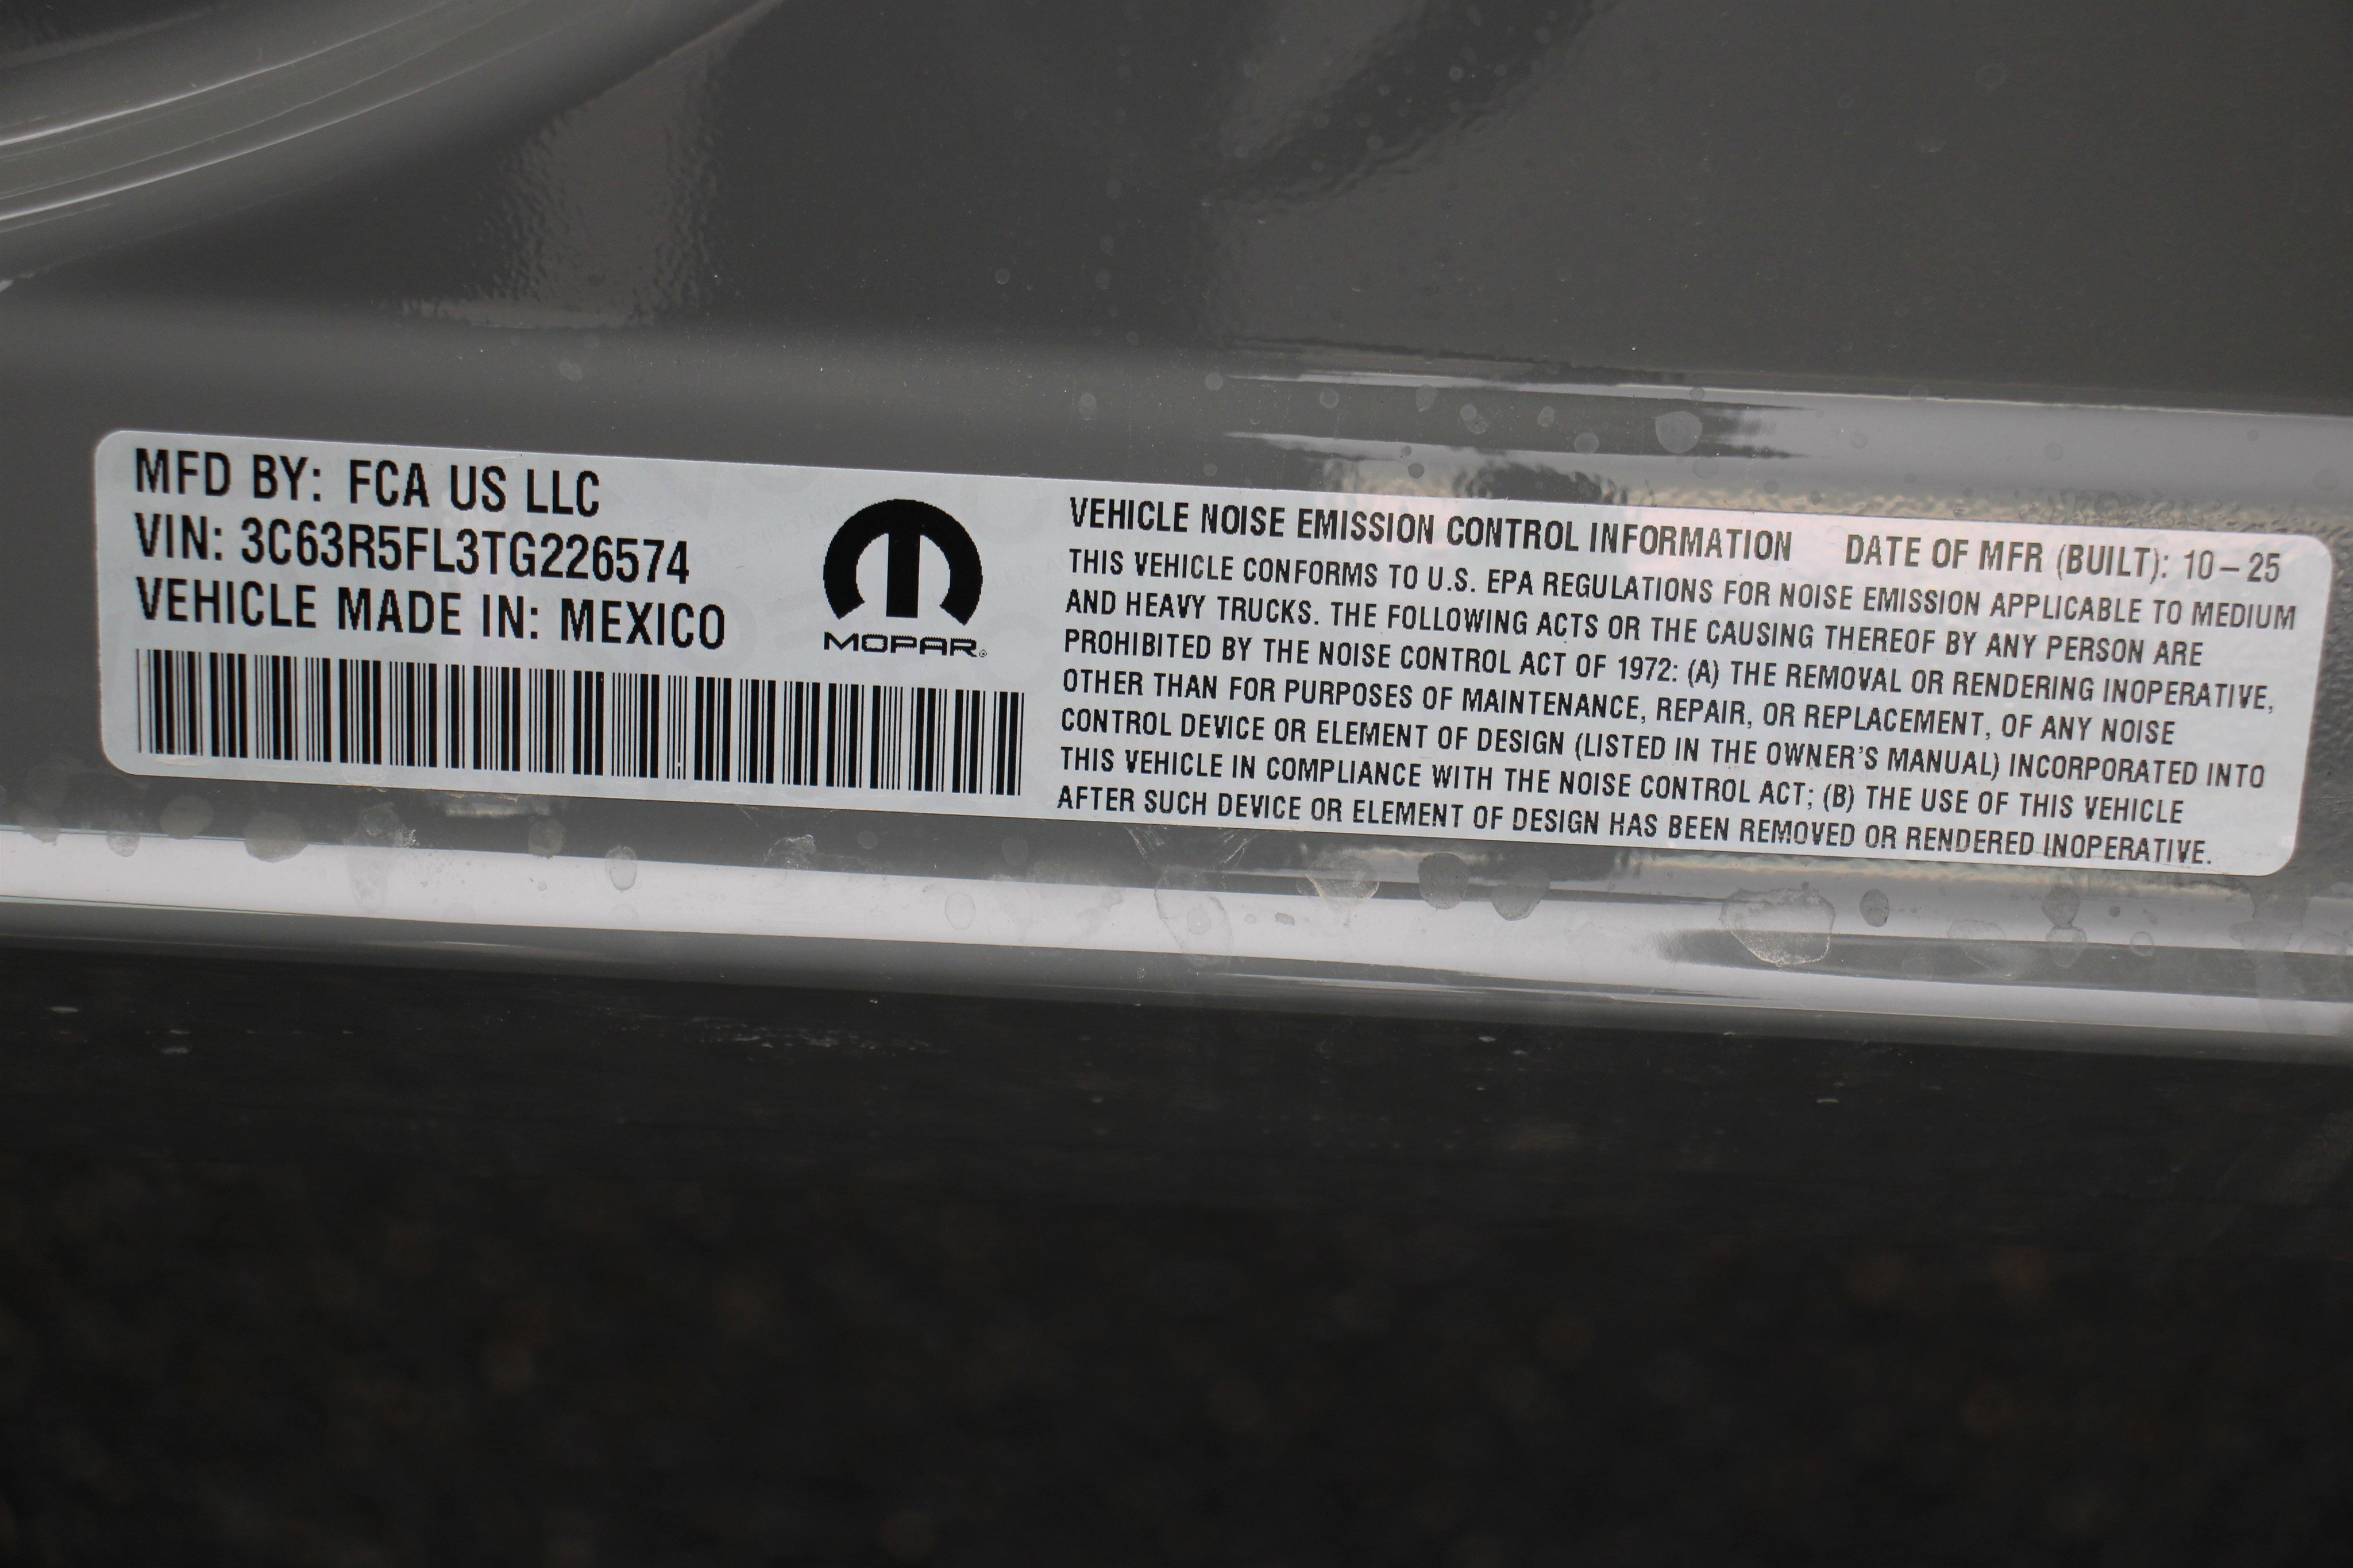 MFD BY: FCA US LLC
VIN: 3C63R5FL3TG226574
VEHICLE MADE IN: MEXICO
MOPAR®
VEHICLE NOISE EMISSION CONTROL INFORMATION DATE OF MFR (BUILT): 10–25
THIS VEHICLE CONFORMS TO U.S. EPA REGULATIONS FOR NOISE EMISSION APPLICABLE TO MEDIUM
AND HEAVY TRUCKS. THE FOLLOWING ACTS OR THE CAUSING THEREOF BY ANY PERSON ARE
PROHIBITED BY THE NOISE CONTROL ACT OF 1972: (A) THE REMOVAL OR RENDERING INOPERATIVE,
OTHER THAN FOR PURPOSES OF MAINTENANCE, REPAIR, OR REPLACEMENT, OF ANY NOISE
CONTROL DEVICE OR ELEMENT OF DESIGN (LISTED IN THE OWNER'S MANUAL) INCORPORATED INTO
THIS VEHICLE IN COMPLIANCE WITH THE NOISE CONTROL ACT; (B) THE USE OF THIS VEHICLE
AFTER SUCH DEVICE OR ELEMENT OF DESIGN HAS BEEN REMOVED OR RENDERED INOPERATIVE.